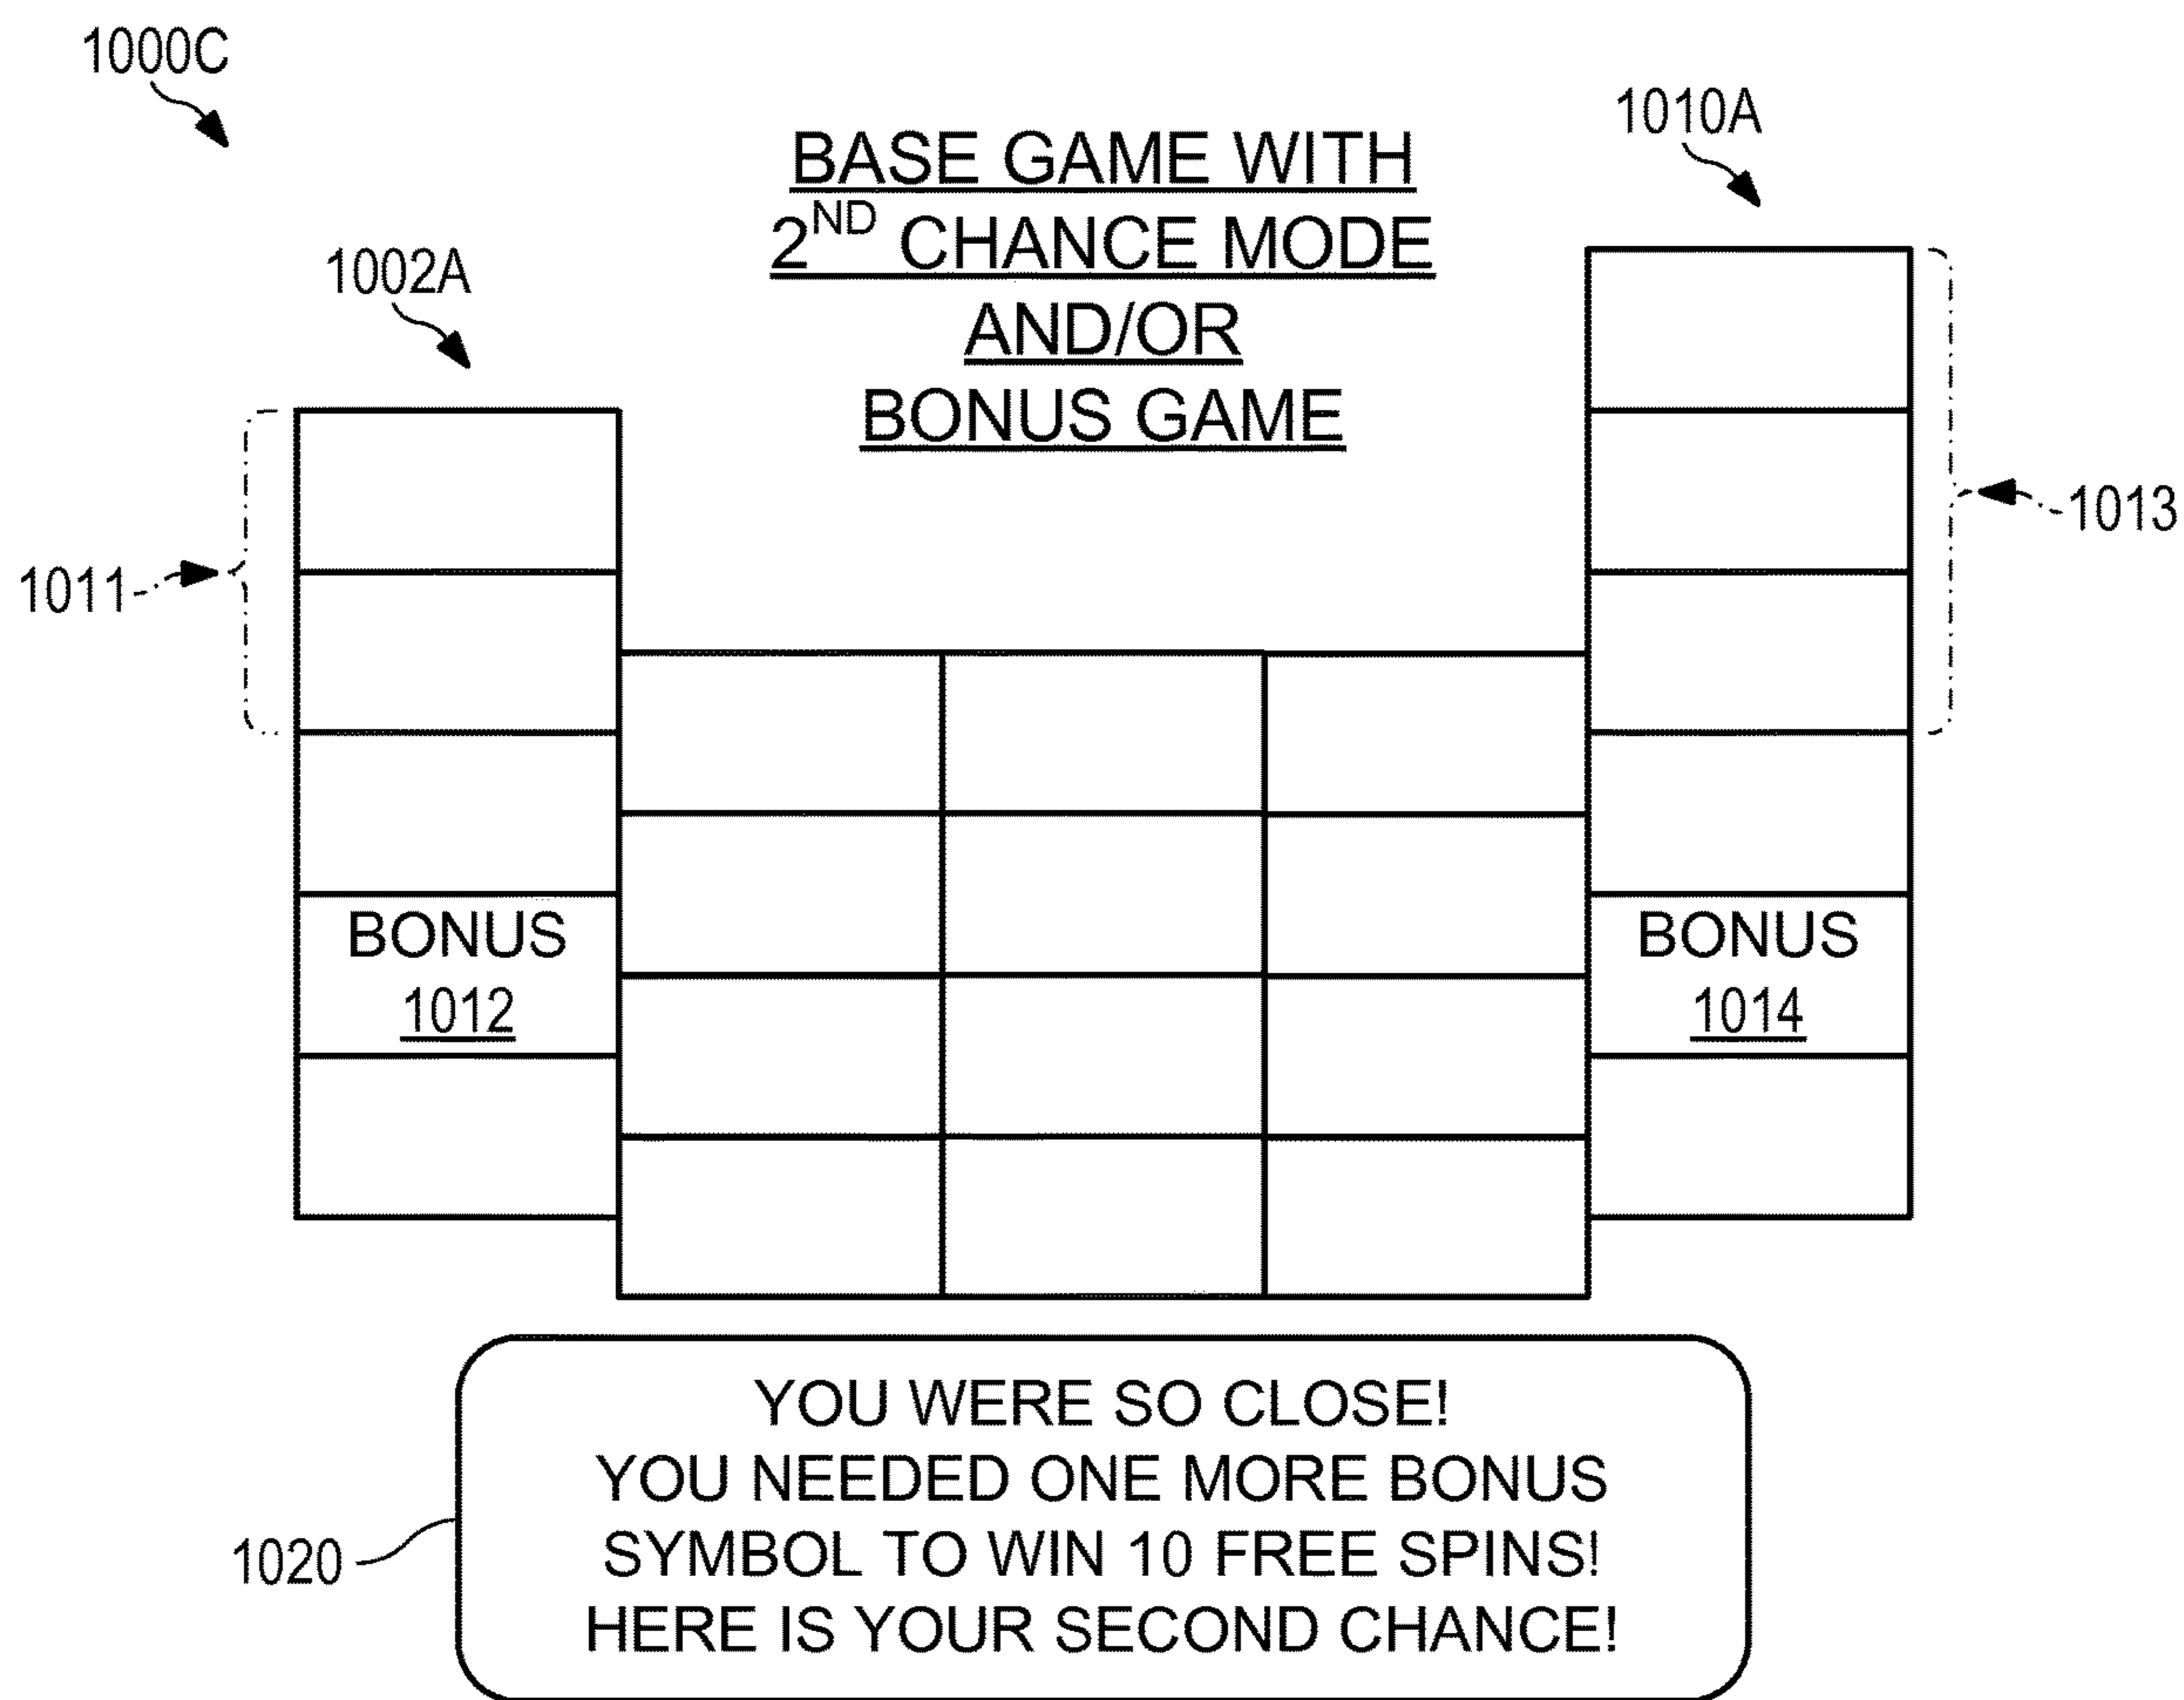 1000C
1010A
BASE GAME WITH
2ND CHANCE MODE
AND/OR
BONUS GAME
1002A
1013
1011
BONUS
1012
BONUS
1014
YOU WERE SO CLOSE!
YOU NEEDED ONE MORE BONUS
SYMBOL TO WIN 10 FREE SPINS!
HERE IS YOUR SECOND CHANCE!
1020